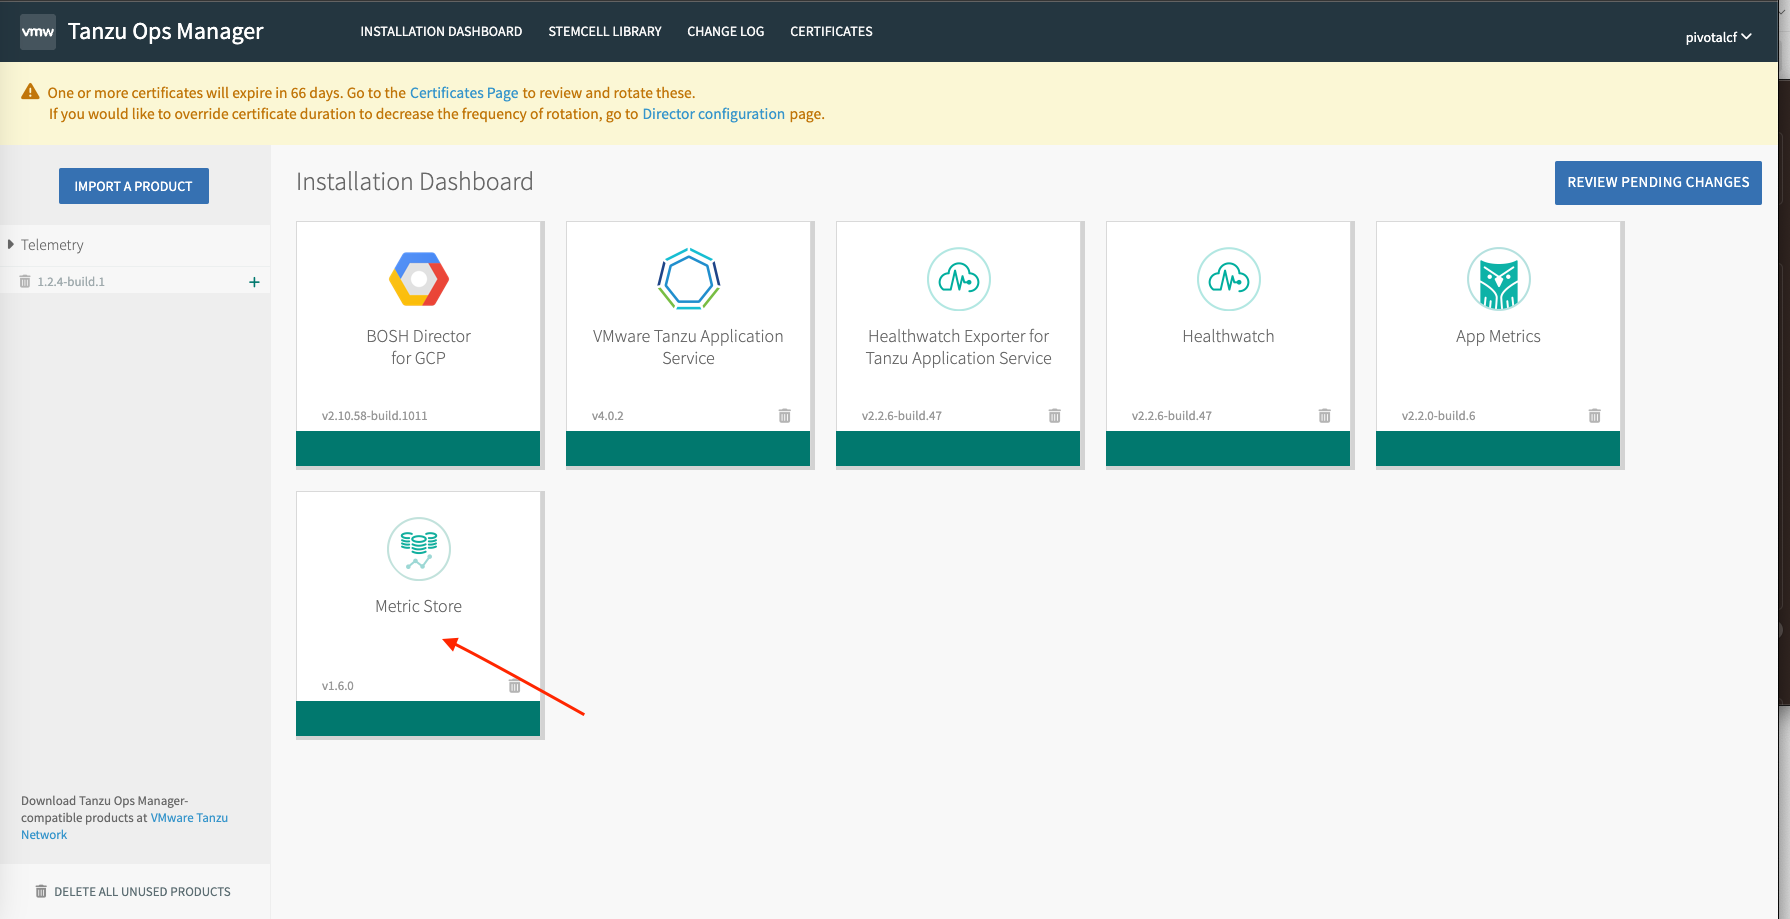 vmw Tanzu Ops Manager
INSTALLATION DASHBOARD STEMCELL LIBRARY CHANGE LOG CERTIFICATES
pivotalcf
One or more certificates will expire in 66 days. Go to the Certificates Page to review and rotate these.
If you would like to override certificate duration to decrease the frequency of rotation, go to Director configuration page.
IMPORT A PRODUCT
Telemetry
1.2.4-build.1 +
Installation Dashboard
REVIEW PENDING CHANGES
BOSH Director
for GCP
v2.10.58-build.1011
VMware Tanzu Application
Service
v4.0.2
Healthwatch Exporter for
Tanzu Application Service
v2.2.6-build.47
Healthwatch
v2.2.6-build.47
App Metrics
v2.2.0-build.6
Metric Store
v1.6.0
Download Tanzu Ops Manager-
compatible products at VMware Tanzu
Network
DELETE ALL UNUSED PRODUCTS